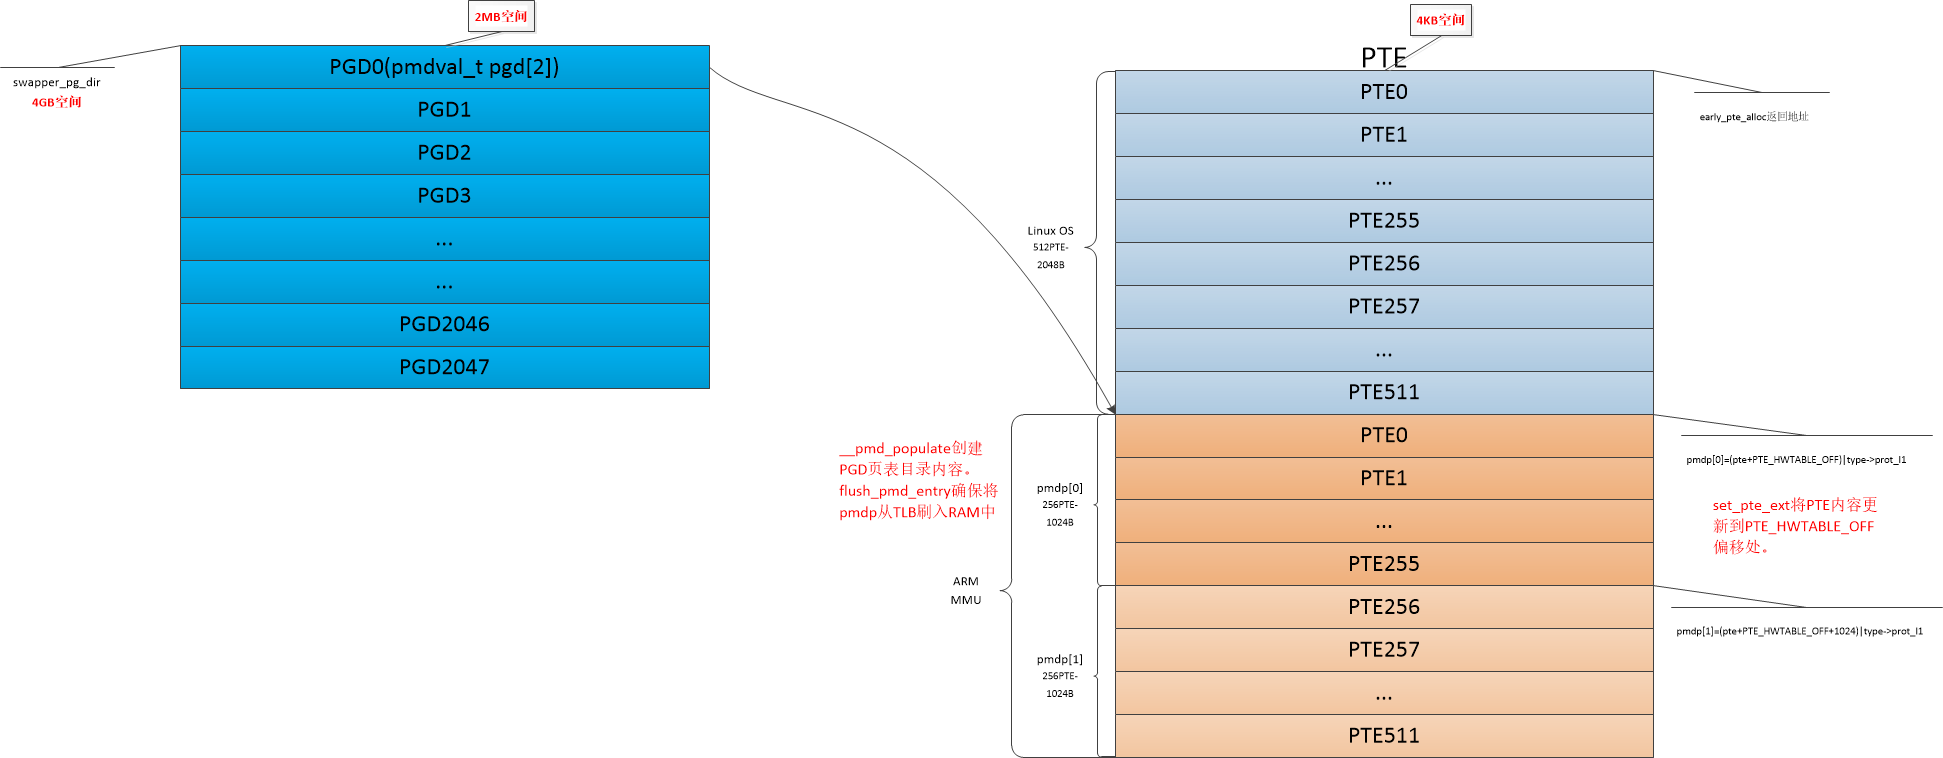 2MB空间
swapper_pg_dir
4GB空间
PGD0(pmdval_t pgd[2])
PGD1
PGD2
PGD3
...
...
PGD2046
PGD2047
4KB空间
PTE
PTE0
PTE1
...
PTE255
PTE256
PTE257
...
PTE511
PTE0
PTE1
...
PTE255
PTE256
PTE257
...
PTE511
Linux OS
512PTE-
2048B
__pmd_populate创建
PGD页表目录内容。
flush_pmd_entry确保将
pmdp从TLB刷入RAM中
pmdp[0]
256PTE-
1024B
ARM
MMU
pmdp[1]
256PTE-
1024B
early_pte_alloc返回地址
pmdp[0]=(pte+PTE_HWTABLE_OFF)|type->prot_l1
set_pte_ext将PTE内容更
新到PTE_HWTABLE_OFF
偏移处。
pmdp[1]=(pte+PTE_HWTABLE_OFF+1024)|type->prot_l1